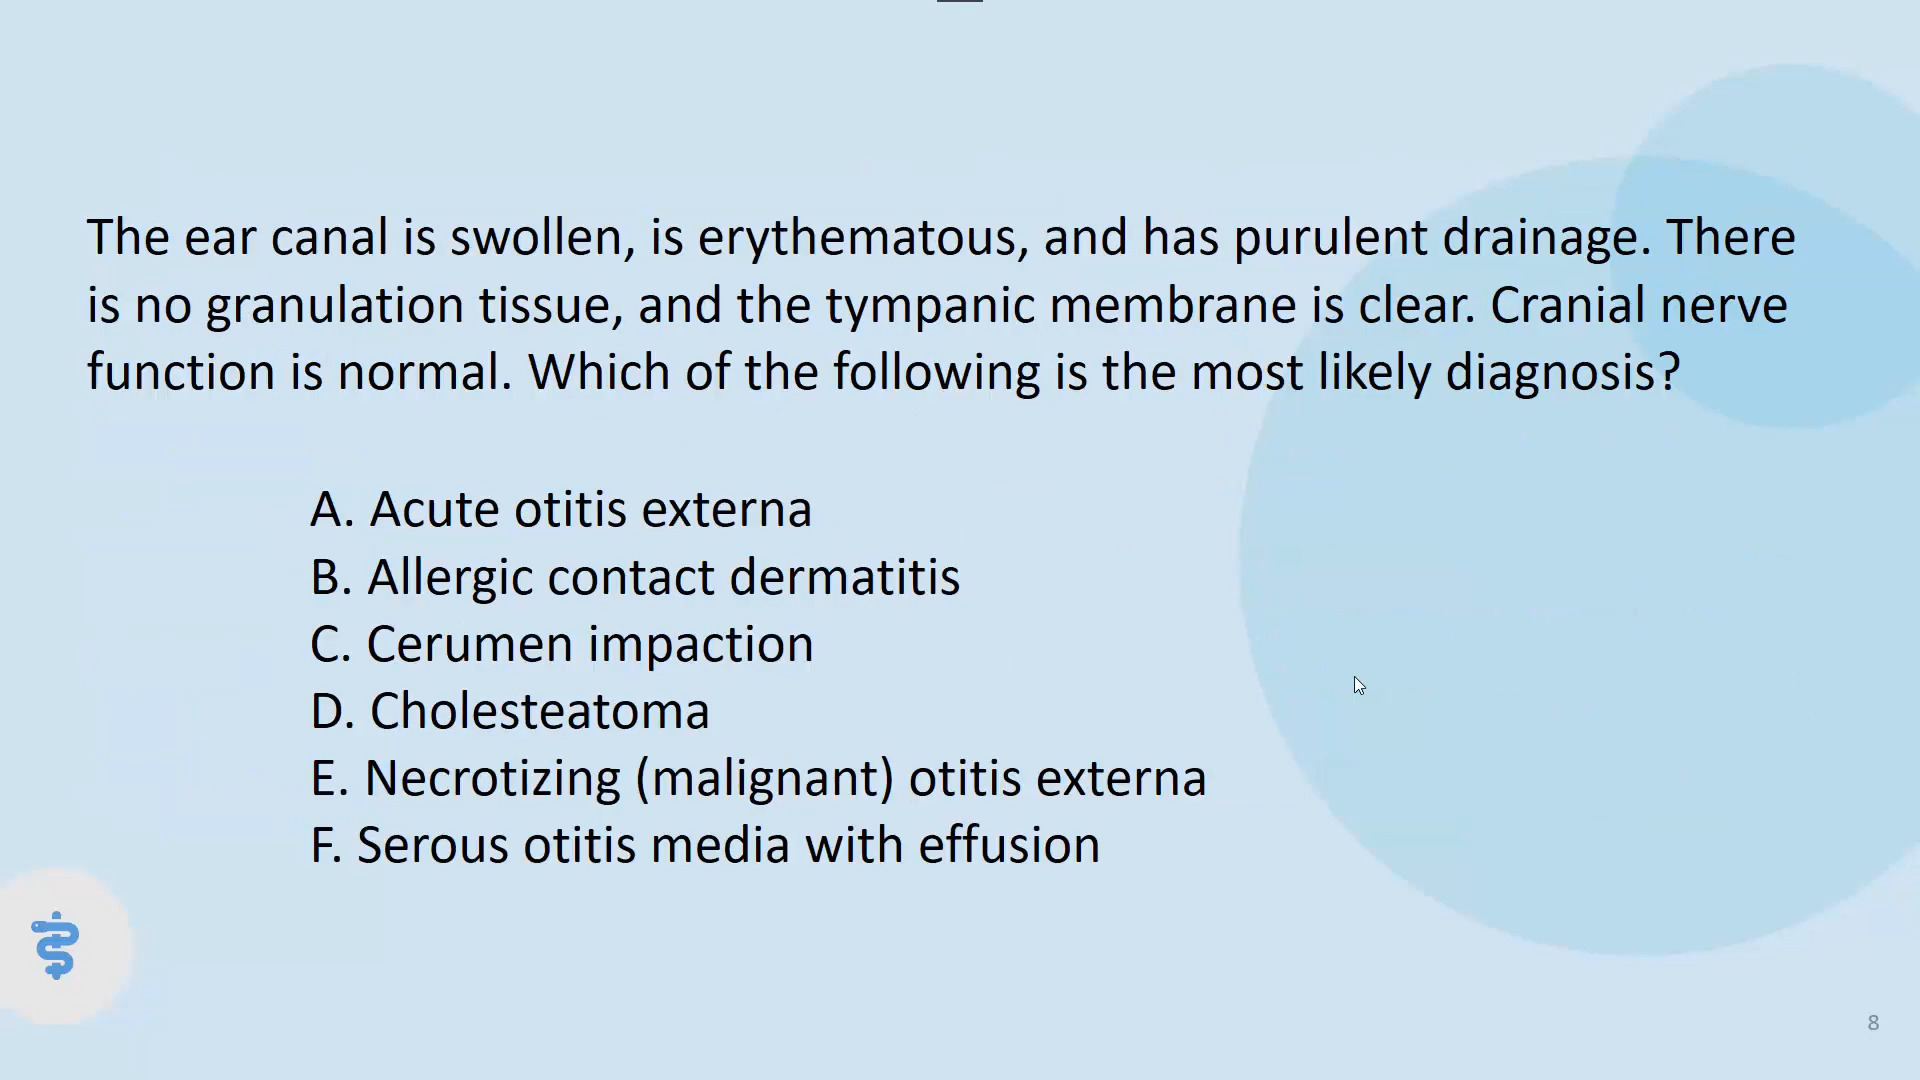 The ear canal is swollen, is erythematous, and has purulent drainage. There
is no granulation tissue, and the tympanic membrane is clear. Cranial nerve
function is normal. Which of the following is the most likely diagnosis?
A. Acute otitis externa
B. Allergic contact dermatitis
C. Cerumen impaction
D. Cholesteatoma
E. Necrotizing (malignant) otitis externa
F. Serous otitis media with effusion
8